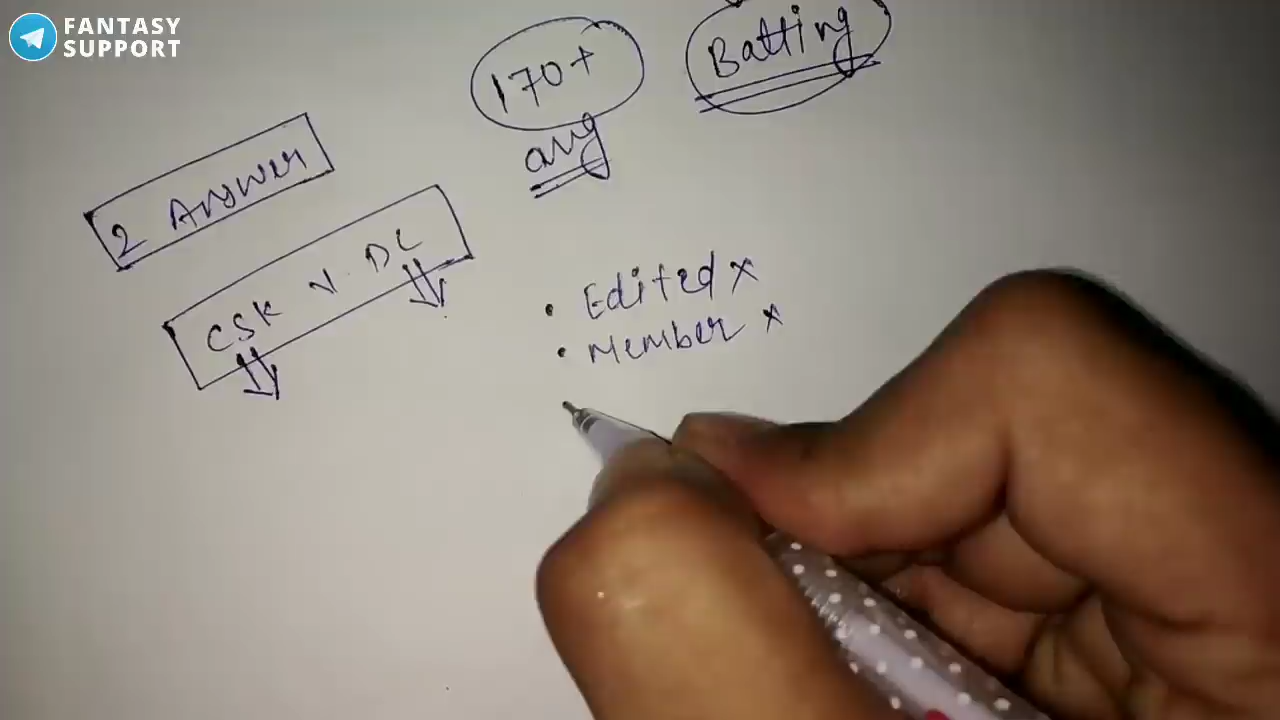 FANTASY
SUPPORT
170+
avg
Batting
2 Answer
CSK v DC
• Edited x
• Member x